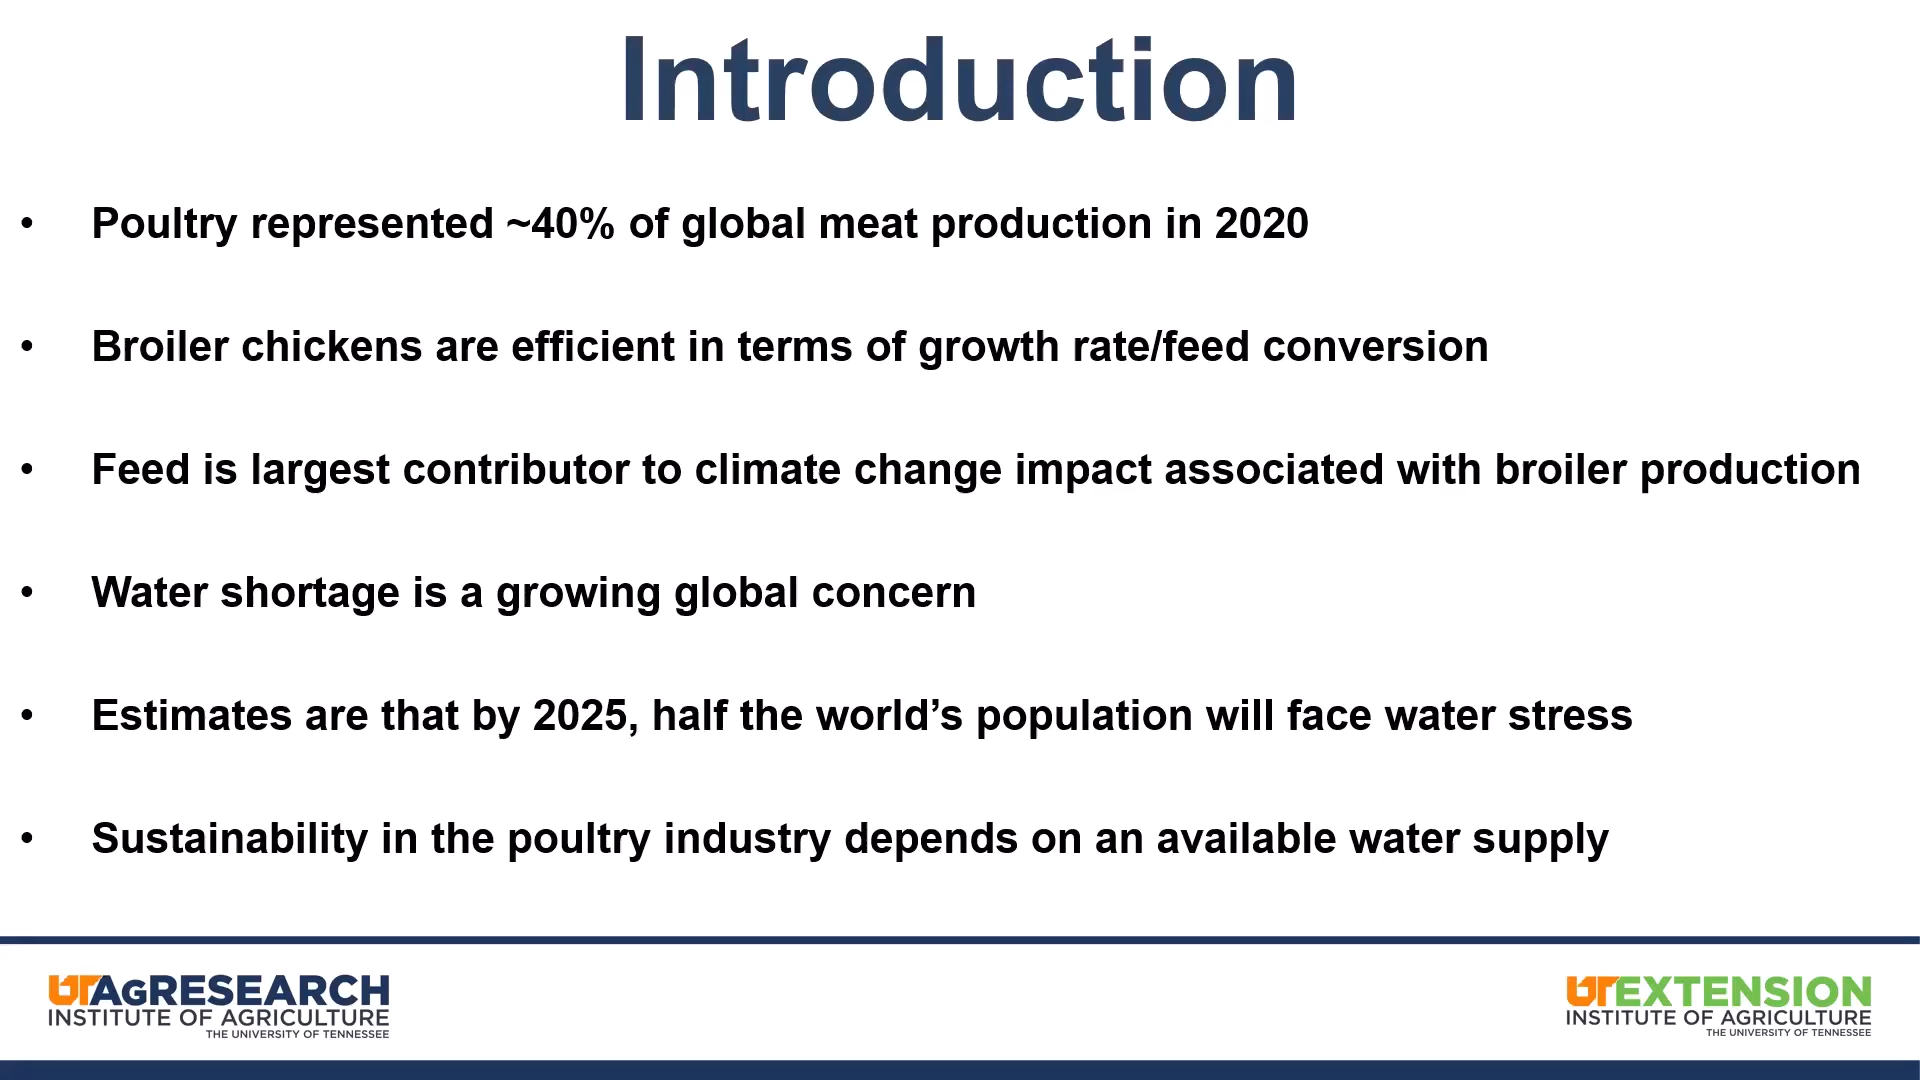 Introduction
• Poultry represented ~40% of global meat production in 2020
• Broiler chickens are efficient in terms of growth rate/feed conversion
• Feed is largest contributor to climate change impact associated with broiler production
• Water shortage is a growing global concern
• Estimates are that by 2025, half the world’s population will face water stress
• Sustainability in the poultry industry depends on an available water supply
UTAGRESEARCH
INSTITUTE OF AGRICULTURE
THE UNIVERSITY OF TENNESSEE
UTEXTENSION
INSTITUTE OF AGRICULTURE
THE UNIVERSITY OF TENNESSEE